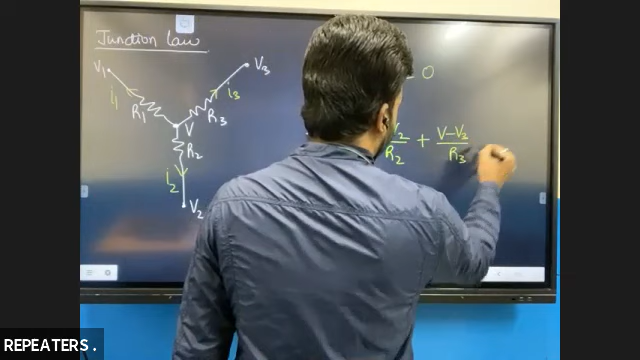 Junction law
V₁
V₃
i₁
i₃
R₁
R₃
V
R₂
i₂
V₂
0
R₂ + V-V₃/R₃
REPEATERS .